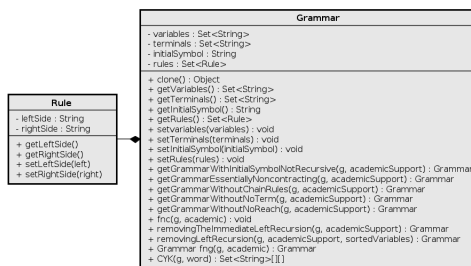 Rule
- leftSide : String
- rightSide : String
+ getLeftSide()
+ getRightSide()
+ setLeftSide(left)
+ setRightSide(right)
Grammar
- variables : Set<String>
- terminals : Set<String>
- initialSymbol : String
- rules : Set<Rule>
+ clone() : Object
+ getVariables() : Set<String>
+ getTerminals() : Set<String>
+ getInitialSymbol() : String
+ getRules() : Set<Rule>
+ setvariables(variables) : void
+ setTerminals(terminals) : void
+ setInitialSymbol(initialSymbol) : void
+ setRules(rules) : void
+ getGrammarWithInitialSymbolNotRecursive(g, academicSupport) : Grammar
+ getGrammarEssentiallyNoncontracting(g, academicSupport) : Grammar
+ getGrammarWithoutChainRules(g, academicSupport) : Grammar
+ getGrammarWithoutNoTerm(g, academicSupport) : Grammar
+ getGrammarWithoutNoReach(g, academicSupport) : Grammar
+ fnc(g, academic) : void
+ removingTheImmediateLeftRecursion(g, academicSupport) : Grammar
+ removingLeftRecursion(g, academicSupport, sortedVariables) : Grammar
+ Grammar fng(g, academic) : Grammar
+ CYK(g, word) : Set<String>[][]